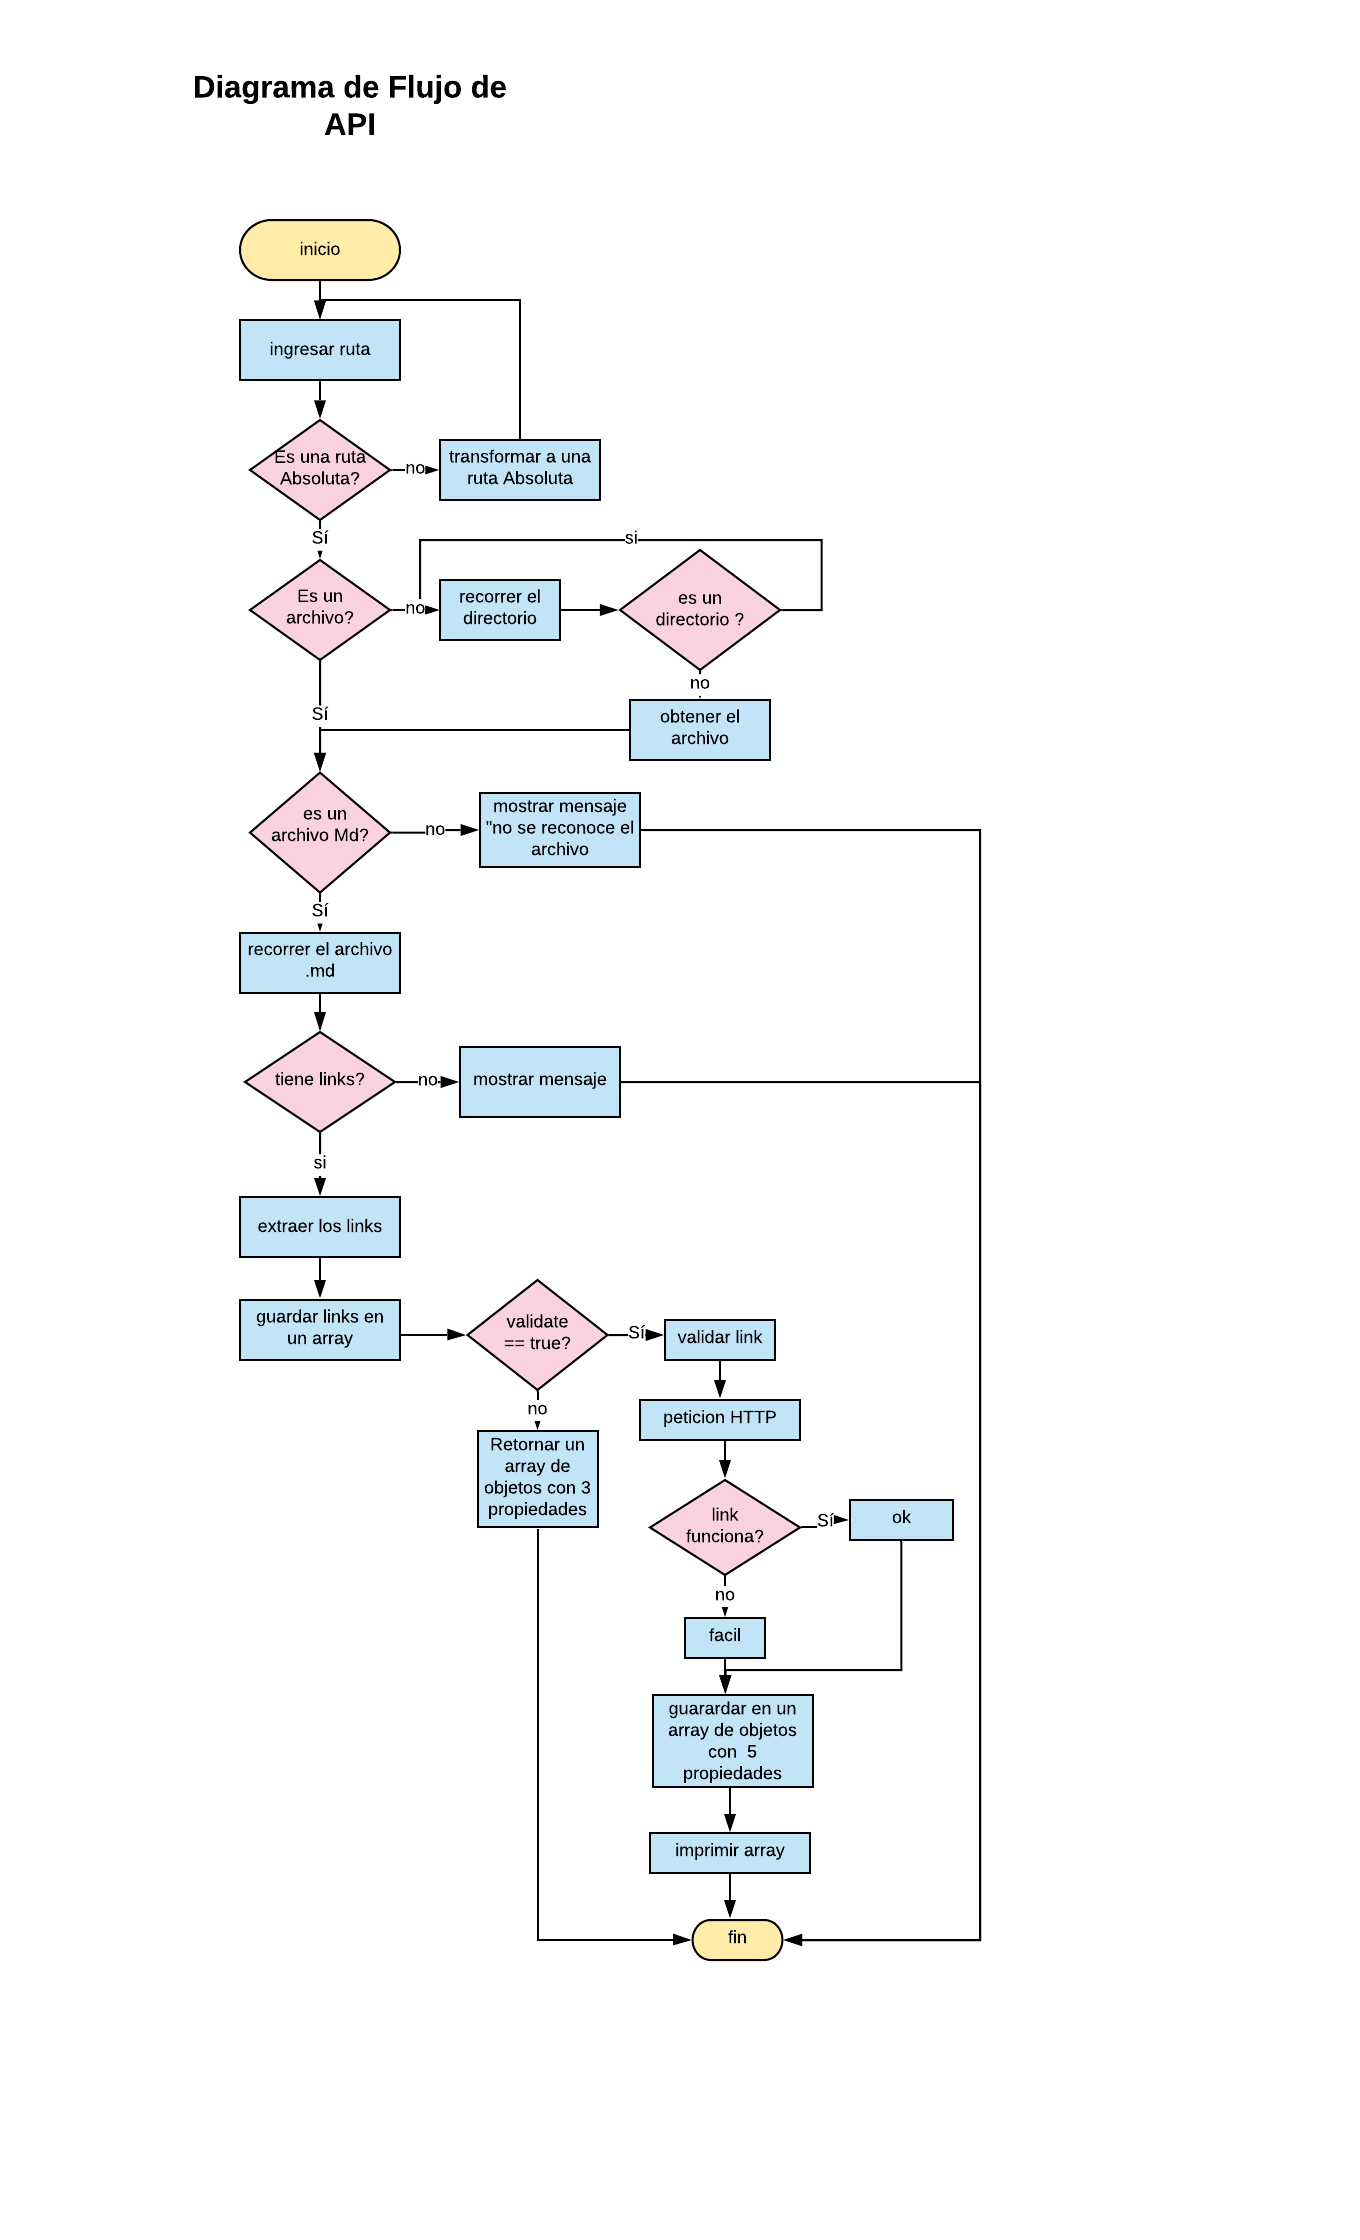 Diagrama de Flujo de
API
inicio
ingresar ruta
Es una ruta
Absoluta?
no
transformar a una
ruta Absoluta
Sí
si
Es un
archivo?
no
recorrer el
directorio
es un
directorio ?
no
Sí
obtener el
archivo
es un
archivo Md?
no
mostrar mensaje
"no se reconoce el
archivo
Sí
recorrer el archivo
.md
tiene links?
no
mostrar mensaje
si
extraer los links
guardar links en
un array
validate
== true?
Sí
validar link
no
peticion HTTP
Retornar un
array de
objetos con 3
propiedades
link
funciona?
Sí
ok
no
facil
guarardar en un
array de objetos
con  5
propiedades
imprimir array
fin